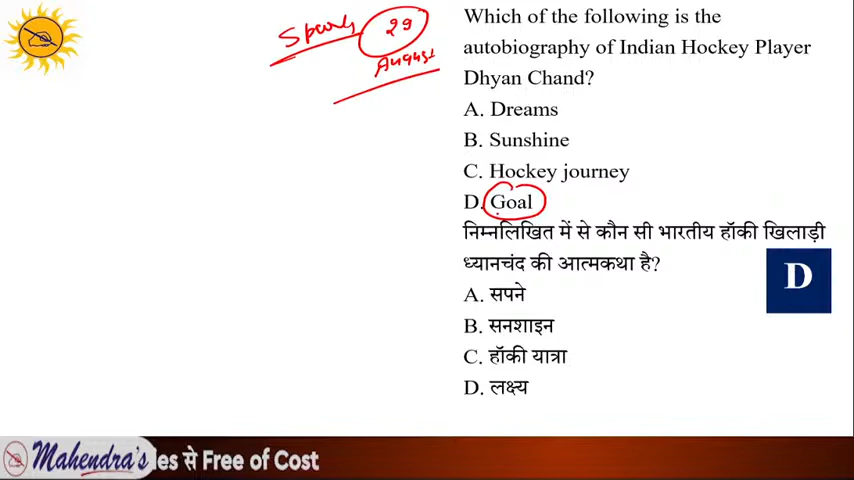 Sports 29
August
Which of the following is the
autobiography of Indian Hockey Player
Dhyan Chand?
A. Dreams
B. Sunshine
C. Hockey journey
D. Goal
निम्नलिखित में से कौन सी भारतीय हॉकी खिलाड़ी
ध्यानचंद की आत्मकथा है?
A. सपने
B. सनशाइन
C. हॉकी यात्रा
D. लक्ष्य
D
Mahendra's les से Free of Cost